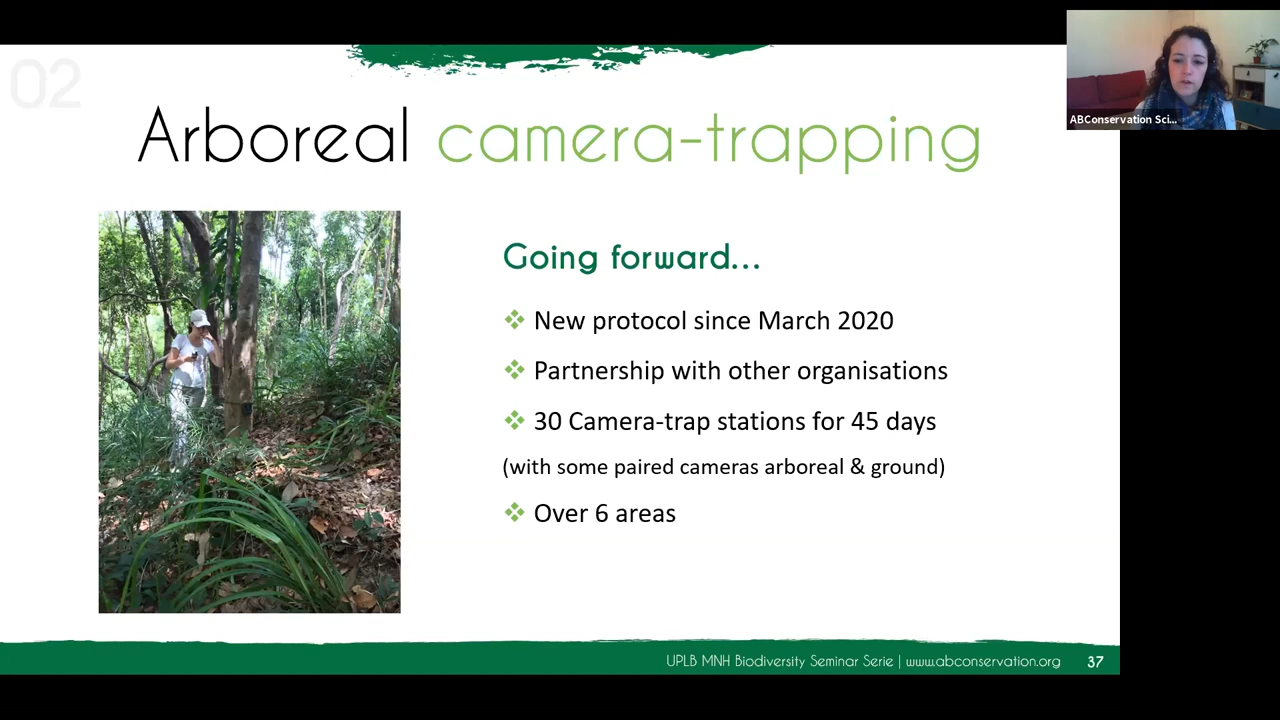 02
Arboreal camera-trapping
ABConservation Sci...
Going forward...
❖ New protocol since March 2020
❖ Partnership with other organisations
❖ 30 Camera-trap stations for 45 days
(with some paired cameras arboreal & ground)
❖ Over 6 areas
UPLB MNH Biodiversity Seminar Serie | www.abconservation.org 37